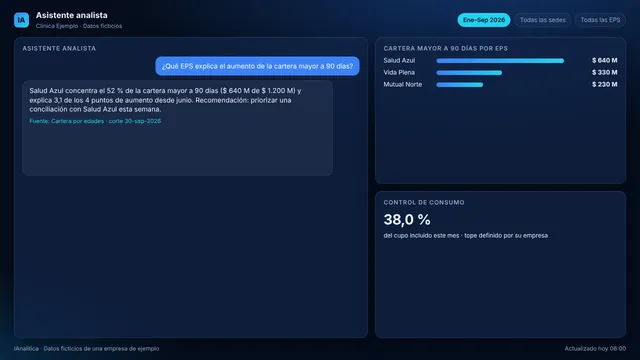 IA
Asistente analista
Clínica Ejemplo · Datos ficticios
Ene-Sep 2026
Todas las sedes
Todas las EPS
ASISTENTE ANALISTA
¿Qué EPS explica el aumento de la cartera mayor a 90 días?
Salud Azul concentra el 52 % de la cartera mayor a 90 días ($ 640 M de $ 1.200 M) y
explica 3,1 de los 4 puntos de aumento desde junio. Recomendación: priorizar una
conciliación con Salud Azul esta semana.
Fuente: Cartera por edades · corte 30-sep-2026
CARTERA MAYOR A 90 DÍAS POR EPS
Salud Azul $ 640 M
Vida Plena $ 330 M
Mutual Norte $ 230 M
CONTROL DE CONSUMO
38,0 %
del cupo incluido este mes · tope definido por su empresa
IAnalítica · Datos ficticios de una empresa de ejemplo
Actualizado hoy 06:00